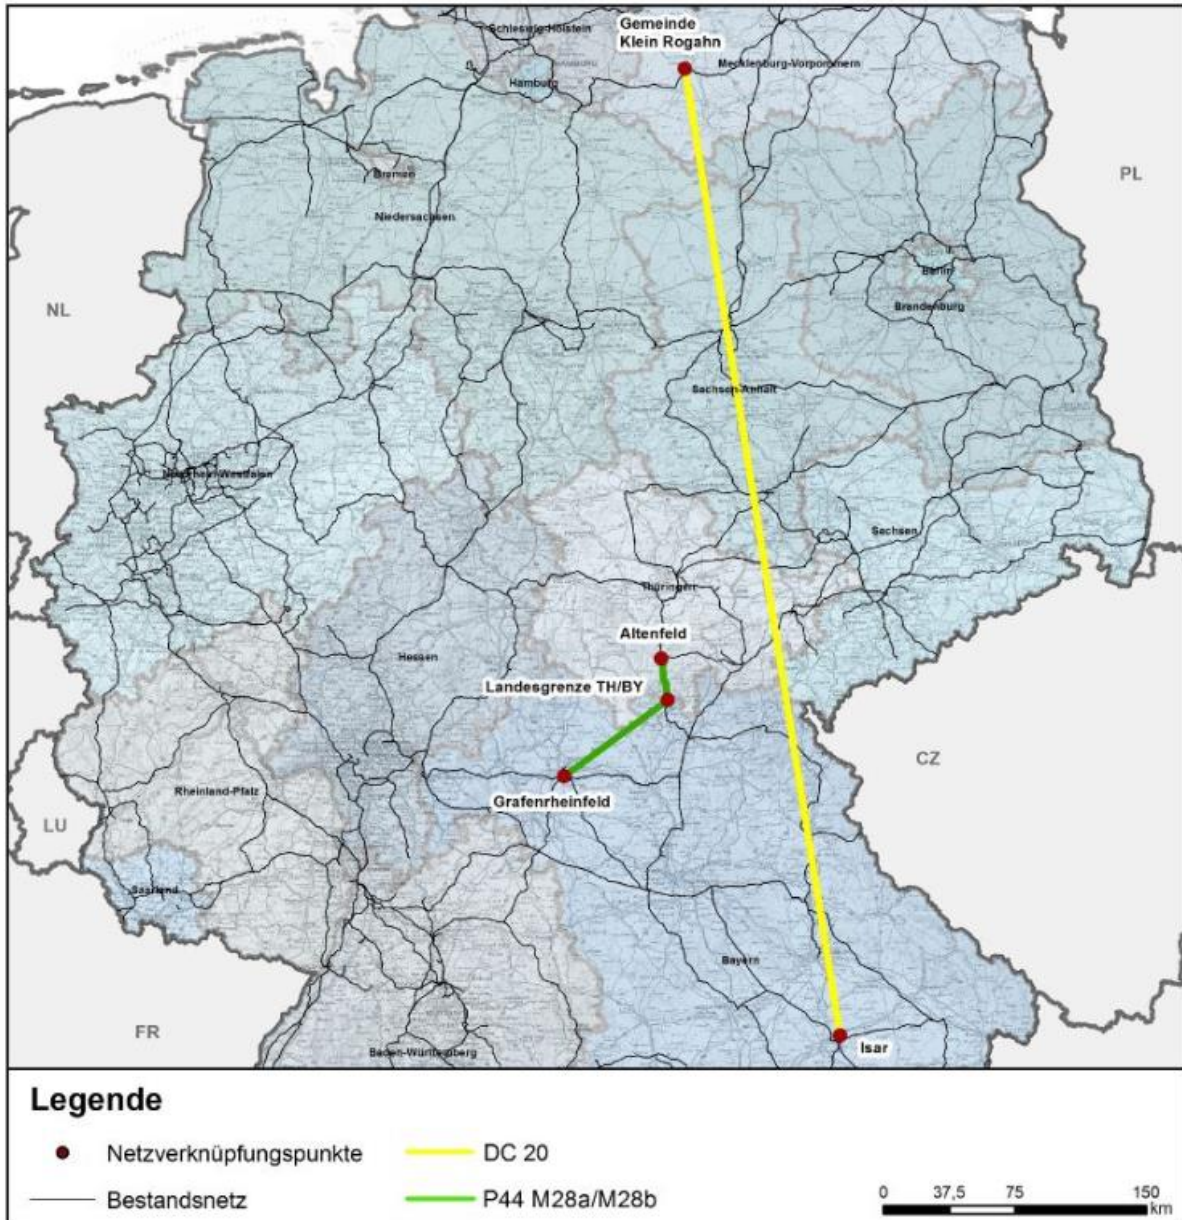 Gemeinde
Klein Rogahn
Schleswig-Holstein
Mecklenburg-Vorpommern
Hamburg
Bremen
PL
Niedersachsen
Berlin
Brandenburg
NL
Sachsen-Anhalt
Nordrhein-Westfalen
Sachsen
Thüringen
Altenfeld
Hessen
Landesgrenze TH/BY
CZ
Rheinland-Pfalz
Grafenrheinfeld
LU
Saarland
Bayern
FR
Isar
Baden-Württemberg
Legende
Netzverknüpfungspunkte
DC 20
Bestandsnetz
P44 M28a/M28b
0 37,5 75 150
km